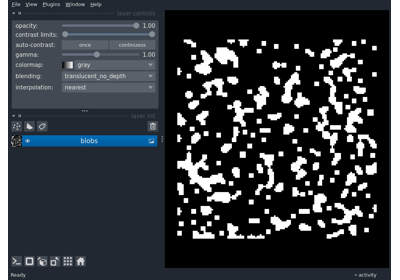 File View Plugins Window Help
layer controls
opacity: 1.00
contrast limits:
auto-contrast: once continuous
gamma: 1.00
colormap: gray
blending: translucent_no_depth
interpolation: nearest
layer list
blobs
Ready
activity